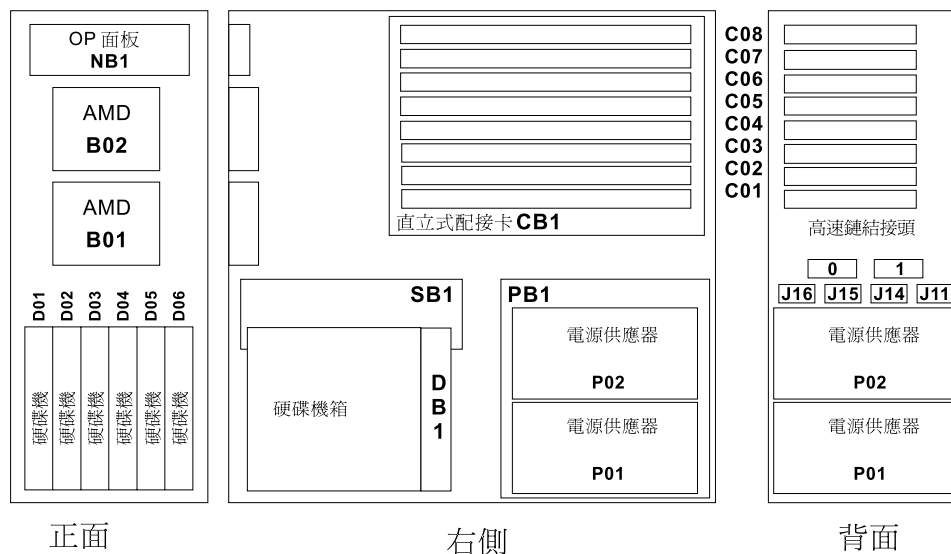 OP 面板
NB1
AMD
B02
AMD
B01
D01
D02
D03
D04
D05
D06
硬碟機
硬碟機
硬碟機
硬碟機
硬碟機
硬碟機
正面
直立式配接卡 CB1
SB1
DB1
硬碟機箱
PB1
電源供應器
P02
電源供應器
P01
右側
C08
C07
C06
C05
C04
C03
C02
C01
高速鏈結接頭
0 1
J16 J15 J14 J11
電源供應器
P02
電源供應器
P01
背面